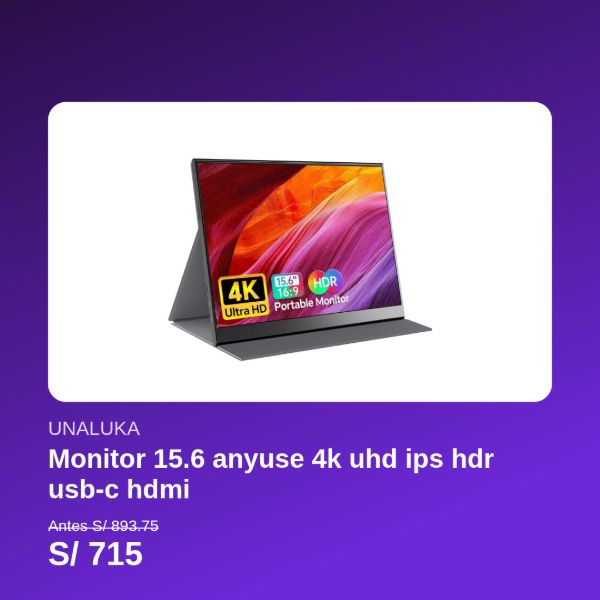 4K
Ultra HD
15.6"
16:9
HDR
Portable Monitor
UNALUKA
Monitor 15.6 anyuse 4k uhd ips hdr
usb-c hdmi
Antes S/ 893.75
S/ 715